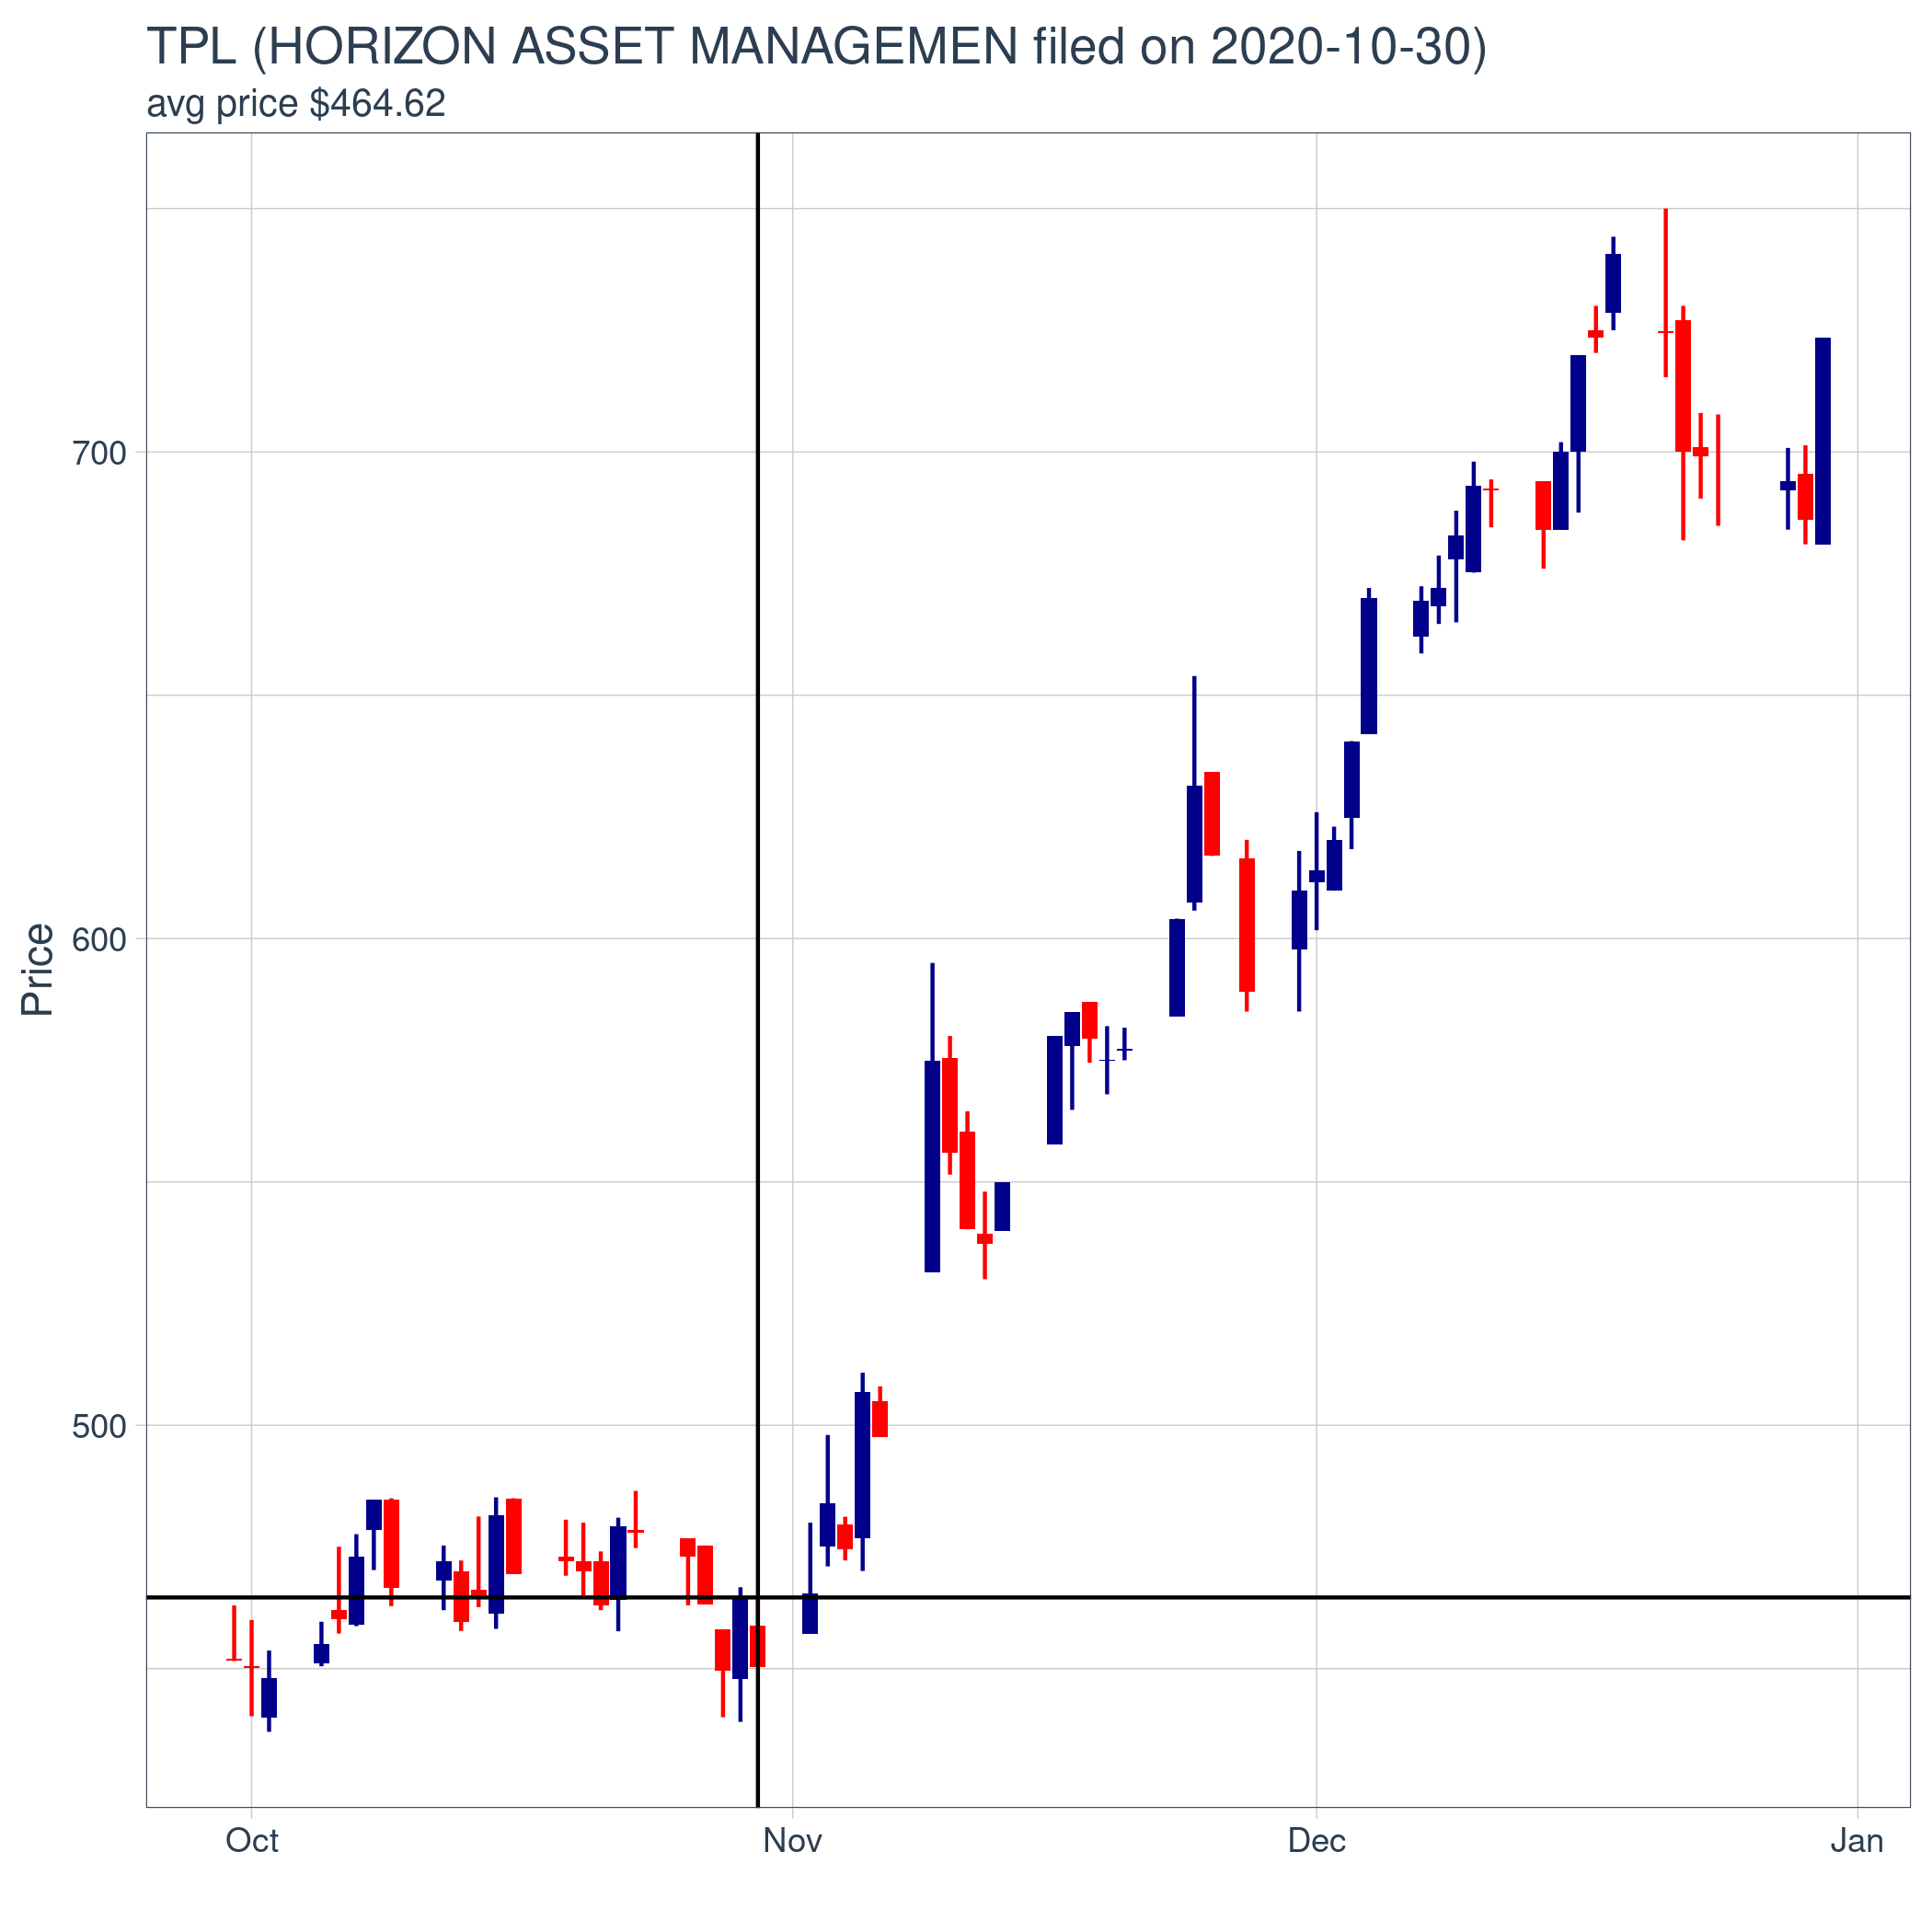 TPL (HORIZON ASSET MANAGEMEN filed on 2020-10-30)
avg price $464.62
Price
700
600
500
Oct Nov Dec Jan